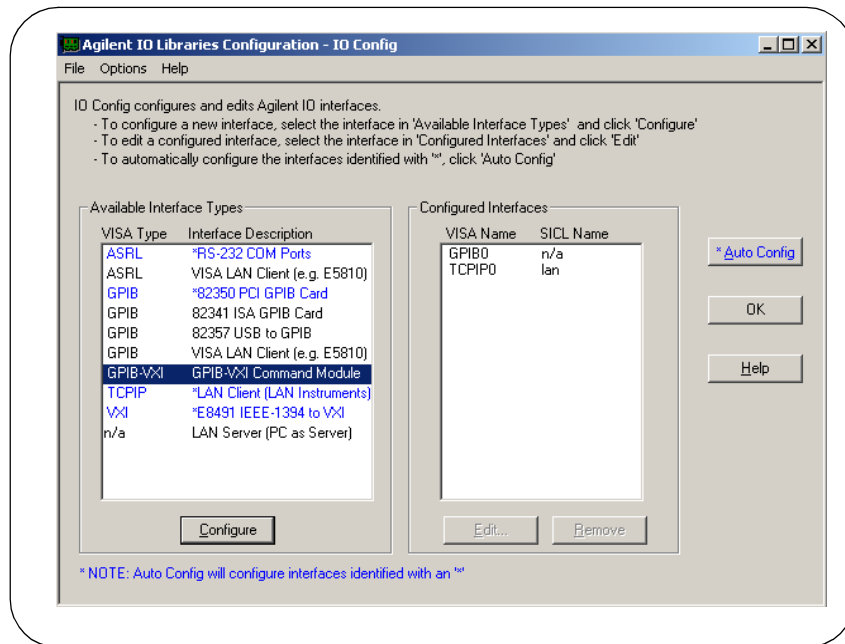 Agilent IO Libraries Configuration - IO Config
File Options Help
IO Config configures and edits Agilent IO interfaces.
- To configure a new interface, select the interface in 'Available Interface Types' and click 'Configure'
- To edit a configured interface, select the interface in 'Configured Interfaces' and click 'Edit'
- To automatically configure the interfaces identified with '*', click 'Auto Config'
Available Interface Types
VISA Type Interface Description
ASRL *RS-232 COM Ports
ASRL VISA LAN Client (e.g. E5810)
GPIB *82350 PCI GPIB Card
GPIB 82341 ISA GPIB Card
GPIB 82357 USB to GPIB
GPIB VISA LAN Client (e.g. E5810)
GPIB-VXI GPIB-VXI Command Module
TCPIP *LAN Client (LAN Instruments)
VXI *E8491 IEEE-1394 to VXI
n/a LAN Server (PC as Server)
Configure
Configured Interfaces
VISA Name SICL Name
GPIB0 n/a
TCPIP0 lan
Edit... Remove
* Auto Config
OK
Help
* NOTE: Auto Config will configure interfaces identified with an '*'